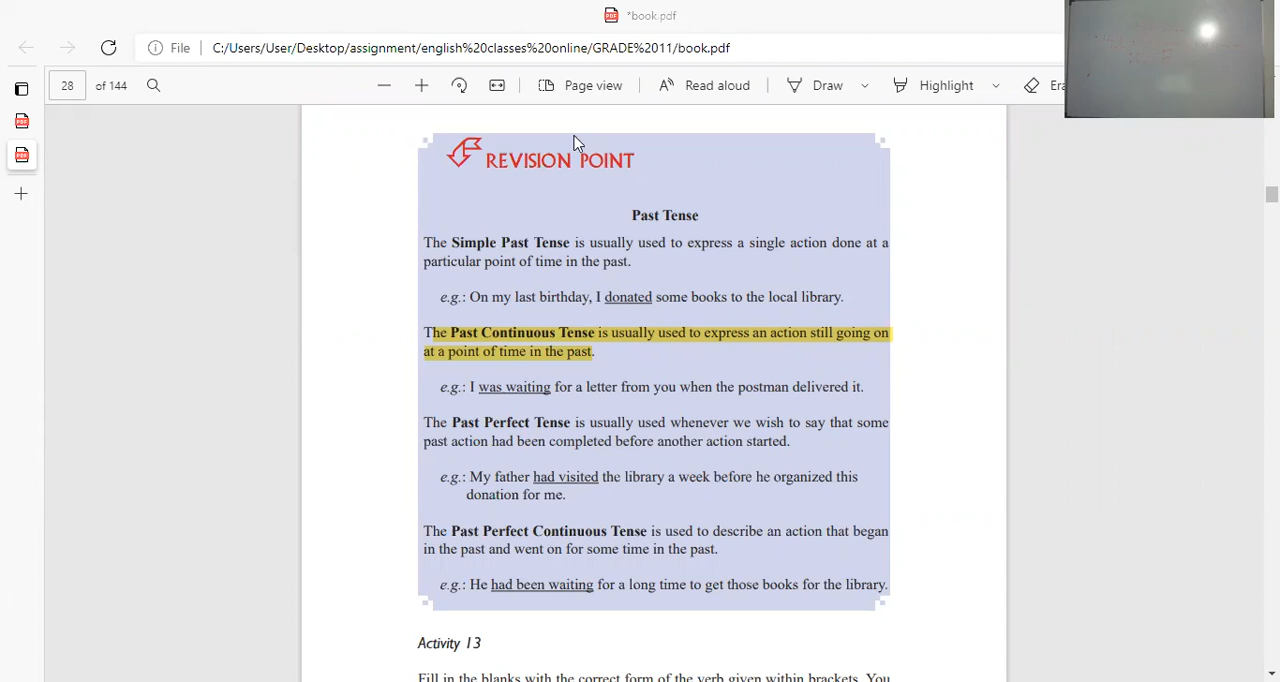 *book.pdf
File | C:/Users/User/Desktop/assignment/english%20classes%20online/GRADE%2011/book.pdf
28 of 144
Page view
Read aloud
Draw
Highlight
Era
REVISION POINT
Past Tense
The Simple Past Tense is usually used to express a single action done at a
particular point of time in the past.
e.g.: On my last birthday, I donated some books to the local library.
The Past Continuous Tense is usually used to express an action still going on
at a point of time in the past.
e.g.: I was waiting for a letter from you when the postman delivered it.
The Past Perfect Tense is usually used whenever we wish to say that some
past action had been completed before another action started.
e.g.: My father had visited the library a week before he organized this
donation for me.
The Past Perfect Continuous Tense is used to describe an action that began
in the past and went on for some time in the past.
e.g.: He had been waiting for a long time to get those books for the library.
Activity 13
Fill in the blanks with the correct form of the verb given within brackets. You